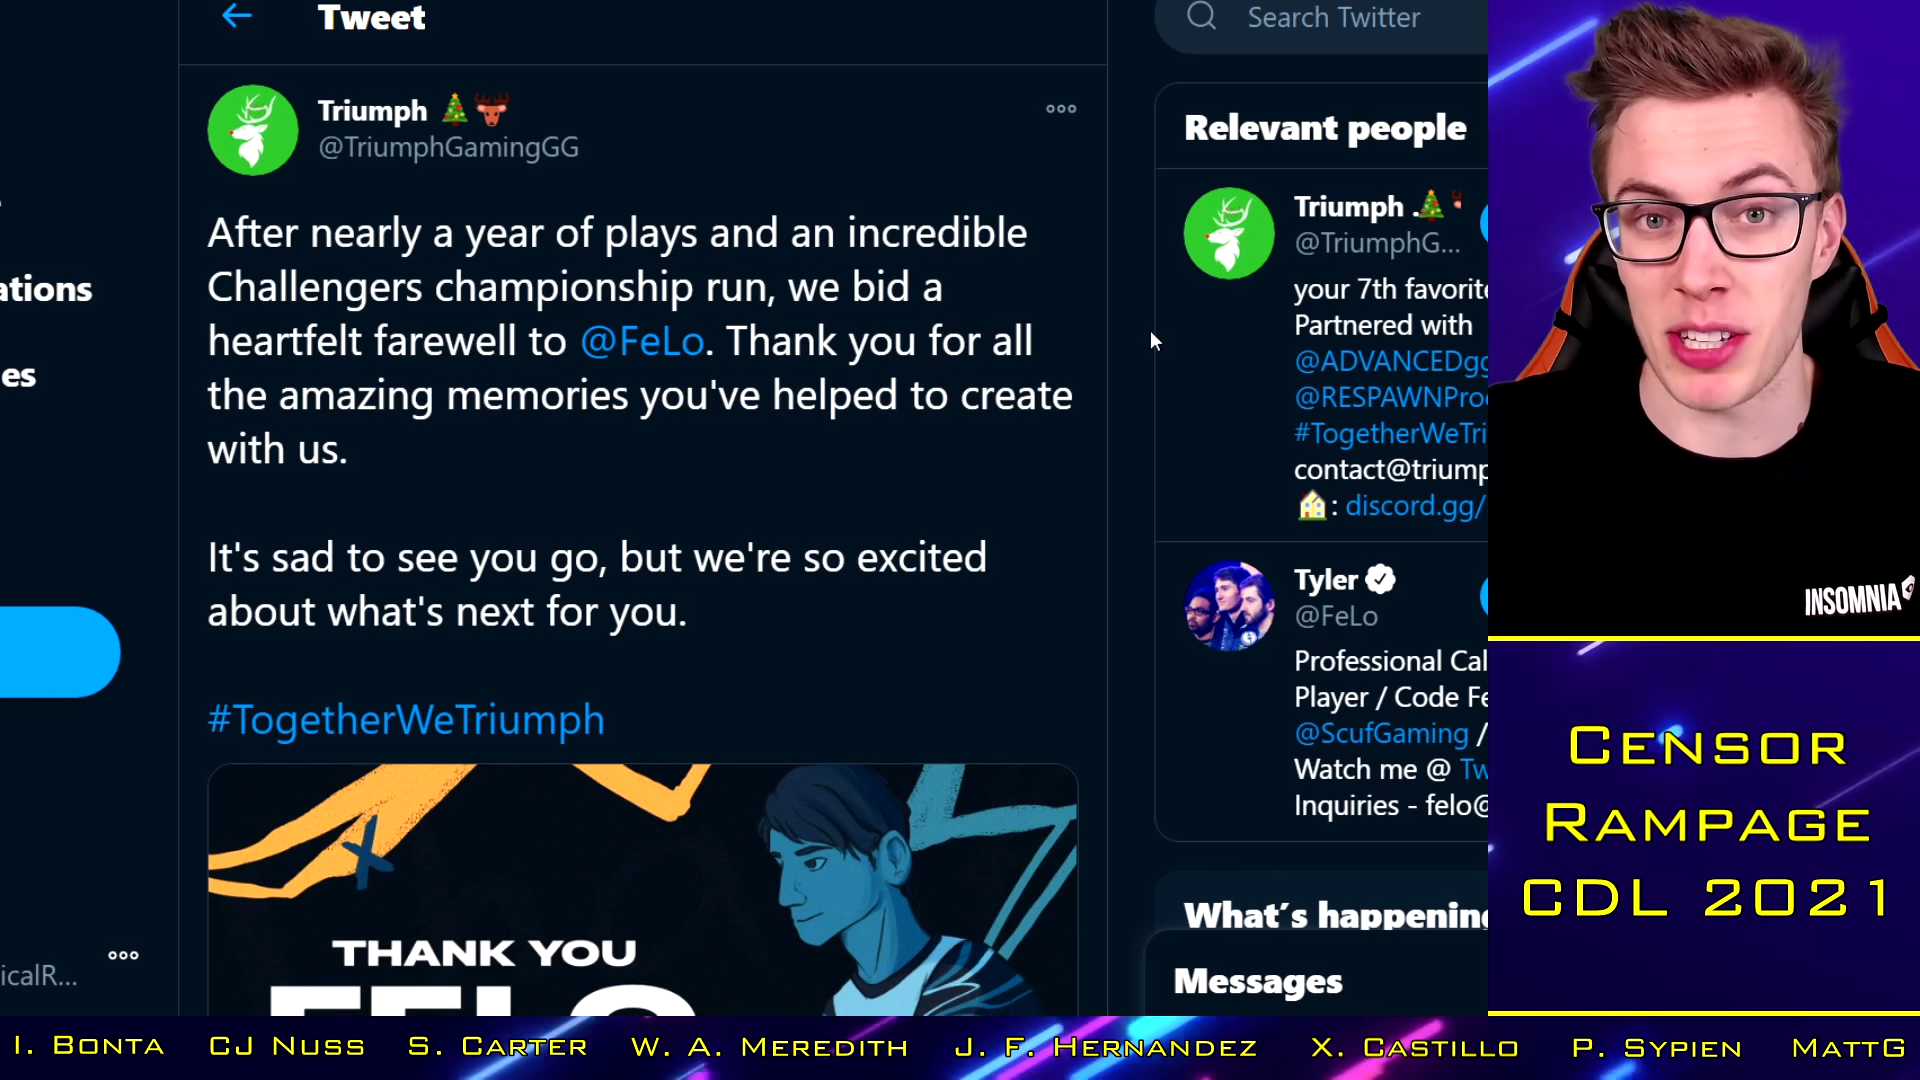 Tweet
Search Twitter
Triumph
@TriumphGamingGG
After nearly a year of plays and an incredible
Challengers championship run, we bid a
heartfelt farewell to @FeLo. Thank you for all
the amazing memories you've helped to create
with us.
It's sad to see you go, but we're so excited
about what's next for you.
#TogetherWeTriumph
THANK YOU
FELO
ations
es
icalR...
Relevant people
Triumph
@TriumphG...
your 7th favorite
Partnered with
@ADVANCEDgg
@RESPAWNProd
#TogetherWeTri
contact@triump
: discord.gg/
Tyler
@FeLo
Professional Cal
Player / Code Fe
@ScufGaming /
Watch me @ Tw
Inquiries - felo@
What's happening
Messages
INSOMNIA
CENSOR
RAMPAGE
CDL 2021
I. BONTA CJ NUSS S. CARTER W. A. MEREDITH J. F. HERNANDEZ X. CASTILLO P. SYPIEN MATTG